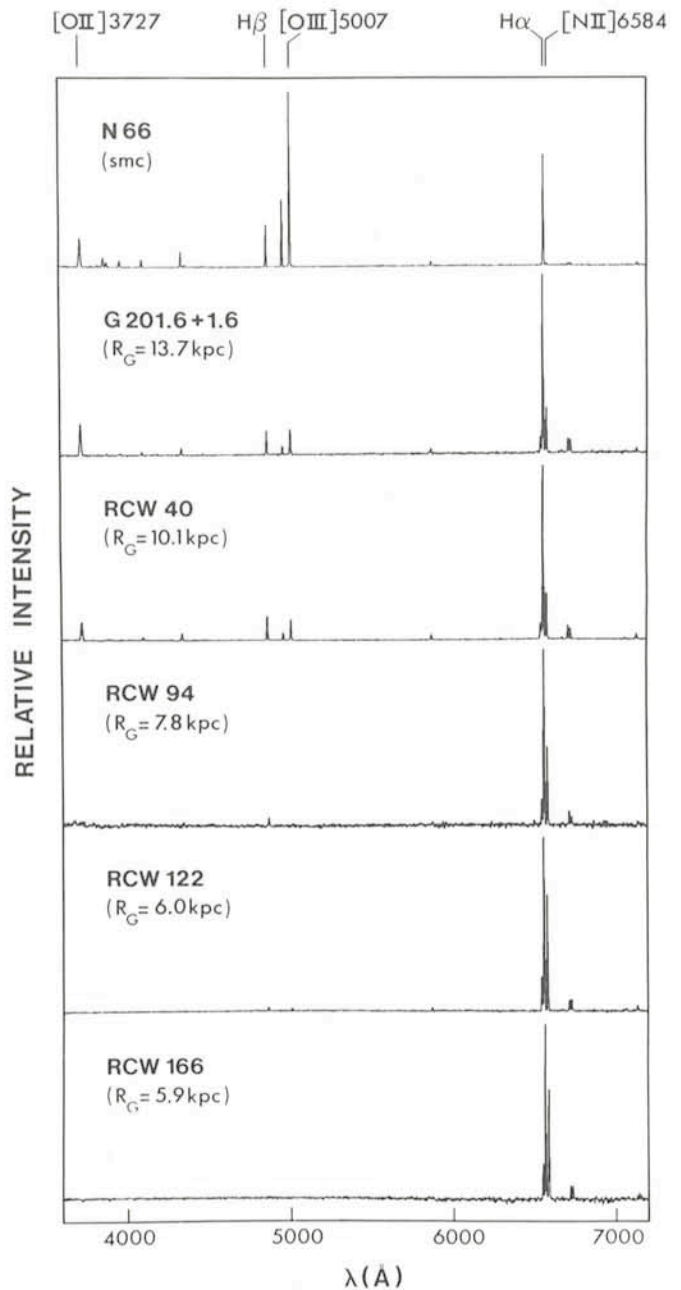 [OII]3727 Hβ [OIII]5007 Hα [NII]6584
N 66
(smc)
G 201.6+1.6
(R_G = 13.7 kpc)
RCW 40
(R_G = 10.1 kpc)
RCW 94
(R_G = 7.8 kpc)
RCW 122
(R_G = 6.0 kpc)
RCW 166
(R_G = 5.9 kpc)
RELATIVE INTENSITY
4000 5000 6000 7000
λ(Å)